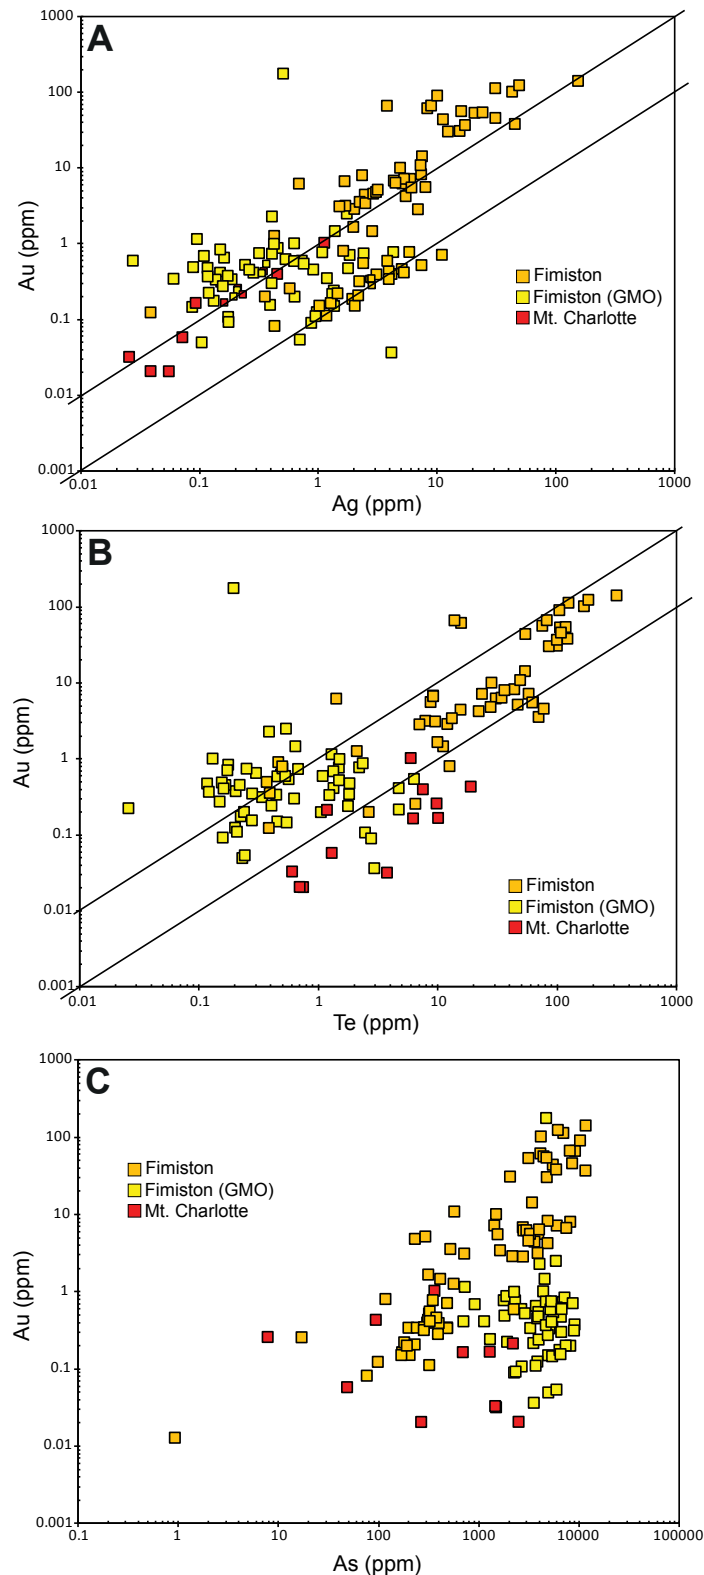 A
1000
100
10
1
0.1
0.01
0.001
Au (ppm)
Fimiston
Fimiston (GMO)
Mt. Charlotte
0.01
0.1
1
10
100
1000
Ag (ppm)
B
1000
100
10
1
0.1
0.01
0.001
Au (ppm)
Fimiston
Fimiston (GMO)
Mt. Charlotte
0.01
0.1
1
10
100
1000
Te (ppm)
C
1000
100
10
1
0.1
0.01
0.001
Au (ppm)
Fimiston
Fimiston (GMO)
Mt. Charlotte
0.1
1
10
100
1000
10000
100000
As (ppm)